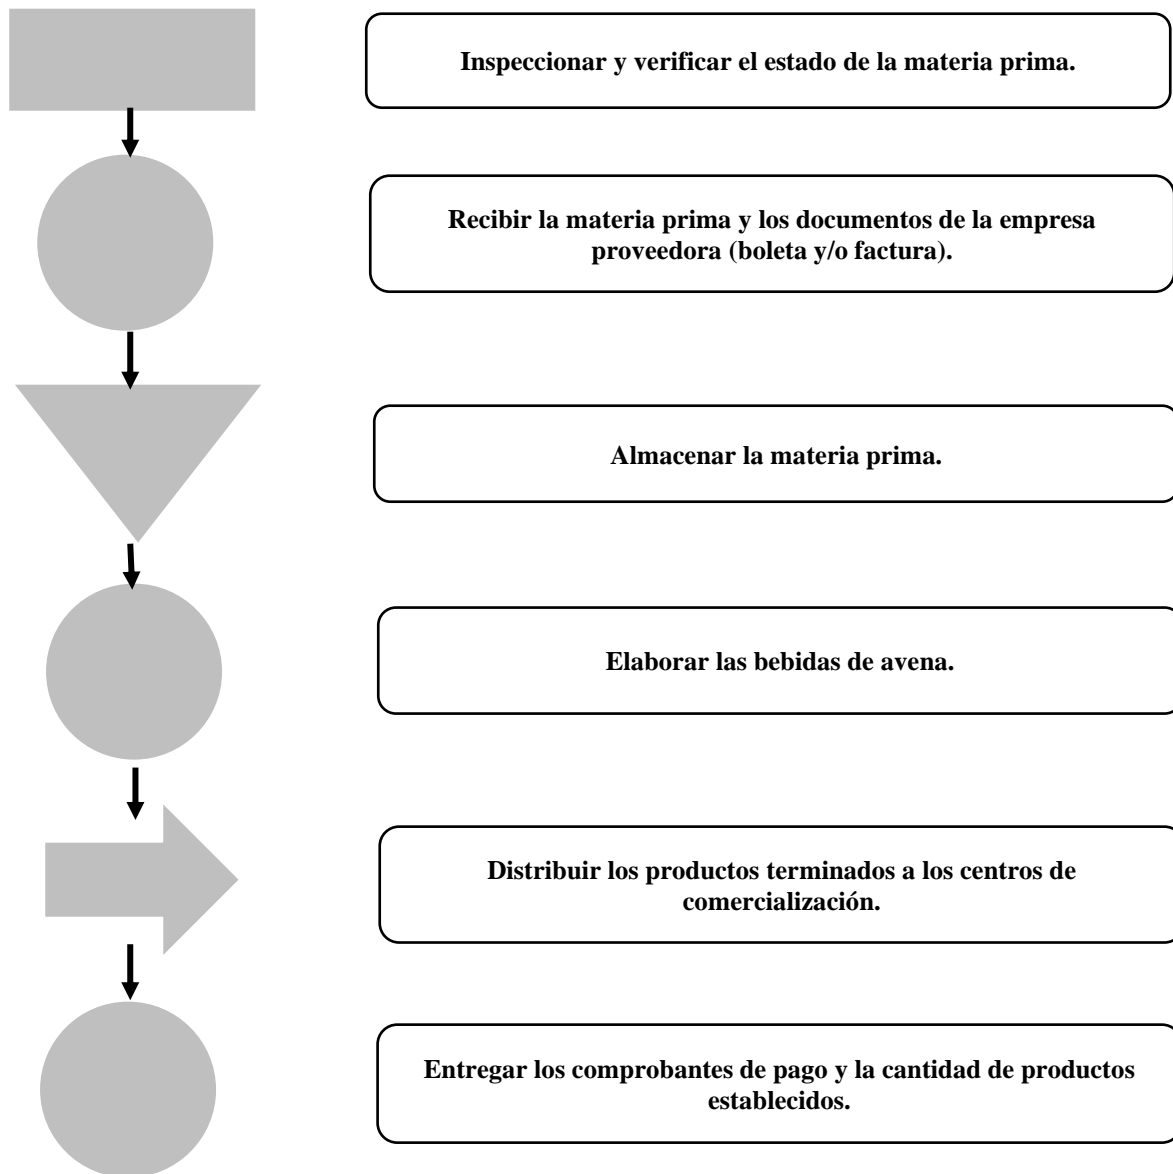 Inspeccionar y verificar el estado de la materia prima.
Recibir la materia prima y los documentos de la empresa
proveedora (boleta y/o factura).
Almacenar la materia prima.
Elaborar las bebidas de avena.
Distribuir los productos terminados a los centros de
comercialización.
Entregar los comprobantes de pago y la cantidad de productos
establecidos.